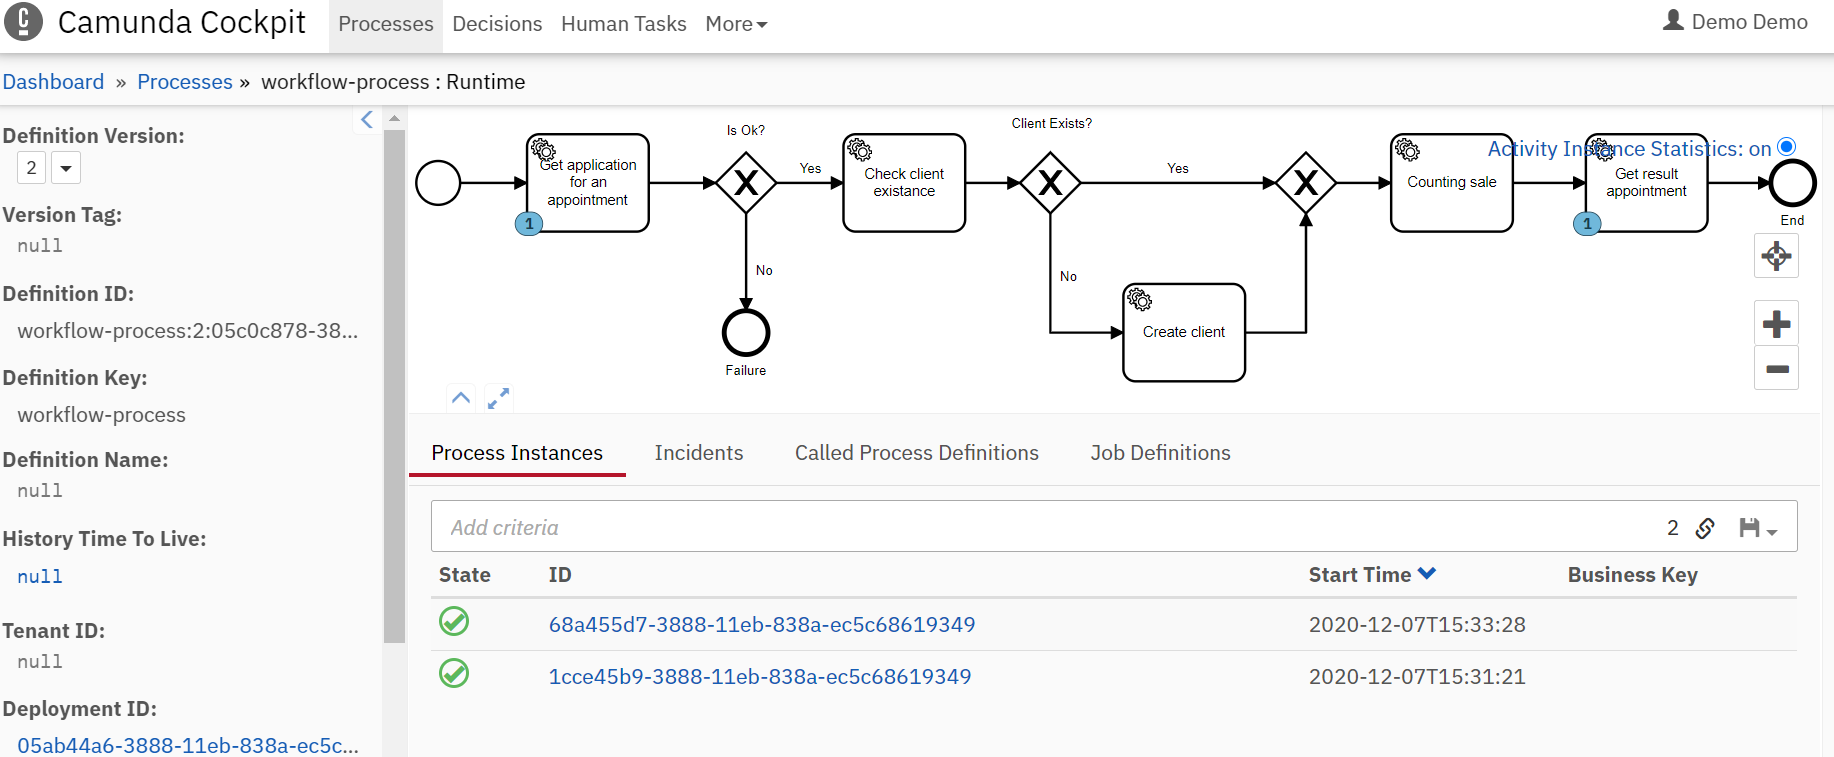 Camunda Cockpit
Processes
Decisions
Human Tasks
More
Demo Demo
Dashboard » Processes » workflow-process : Runtime
Definition Version:
2
Version Tag:
null
Definition ID:
workflow-process:2:05c0c878-38...
Definition Key:
workflow-process
Definition Name:
null
History Time To Live:
null
Tenant ID:
null
Deployment ID:
05ab44a6-3888-11eb-838a-ec5c...
Get application
for an
appointment
1
Is Ok?
Yes
No
Failure
Check client
existance
Client Exists?
Yes
No
Create client
Counting sale
Activity Instance Statistics: on
Get result
appointment
1
End
Process Instances
Incidents
Called Process Definitions
Job Definitions
Add criteria
2
State
ID
Start Time
Business Key
68a455d7-3888-11eb-838a-ec5c68619349
2020-12-07T15:33:28
1cce45b9-3888-11eb-838a-ec5c68619349
2020-12-07T15:31:21